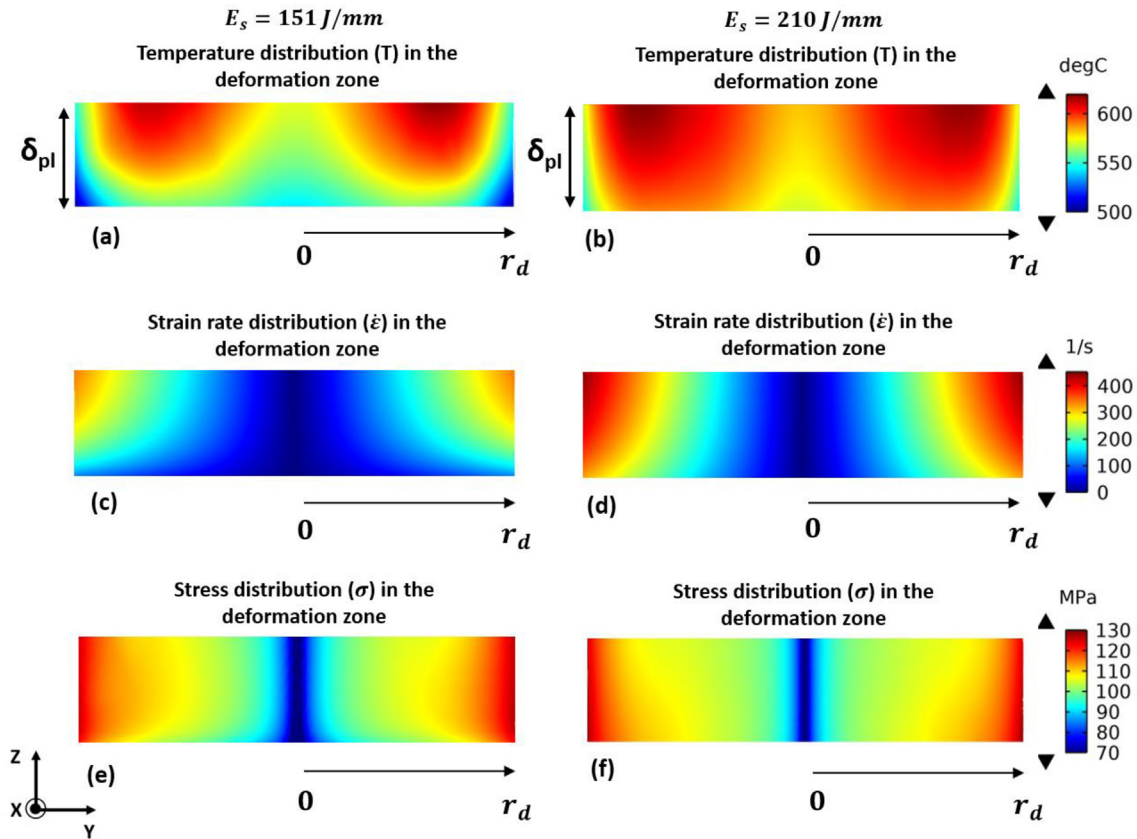 E_s = 151 J/mm
E_s = 210 J/mm
Temperature distribution (T) in the
deformation zone
Temperature distribution (T) in the
deformation zone
degC
600
550
500
δ_pl
δ_pl
(a)
0
r_d
(b)
0
r_d
Strain rate distribution (ε̇) in the
deformation zone
Strain rate distribution (ε̇) in the
deformation zone
1/s
400
300
200
100
0
(c)
0
r_d
(d)
0
r_d
Stress distribution (σ) in the
deformation zone
Stress distribution (σ) in the
deformation zone
MPa
130
120
110
100
90
80
70
Z
X
Y
(e)
0
r_d
(f)
0
r_d